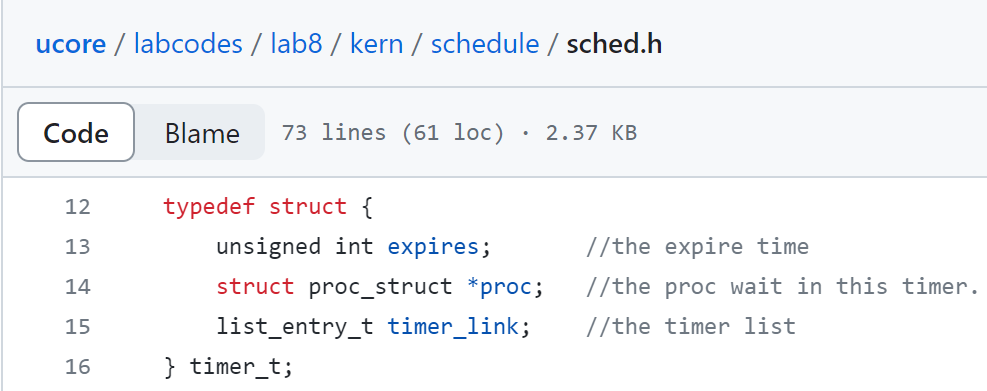 ucore / labcodes / lab8 / kern / schedule / sched.h
Code Blame 73 lines (61 loc) · 2.37 KB
12 typedef struct {
13 unsigned int expires; //the expire time
14 struct proc_struct *proc; //the proc wait in this timer.
15 list_entry_t timer_link; //the timer list
16 } timer_t;